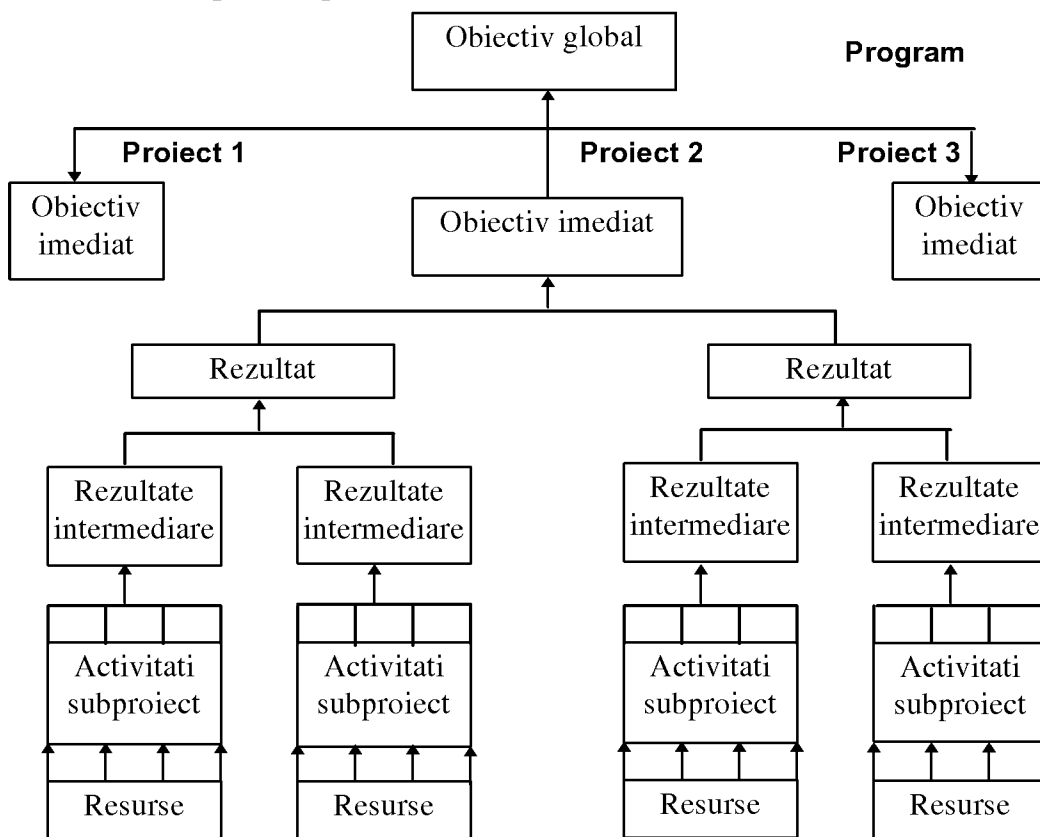 Obiectiv global
Program
Proiect 1
Proiect 2
Proiect 3
Obiectiv
imediat
Obiectiv imediat
Obiectiv
imediat
Rezultat
Rezultat
Rezultate
intermediare
Rezultate
intermediare
Rezultate
intermediare
Rezultate
intermediare
Activitati
subproiect
Activitati
subproiect
Activitati
subproiect
Activitati
subproiect
Resurse
Resurse
Resurse
Resurse